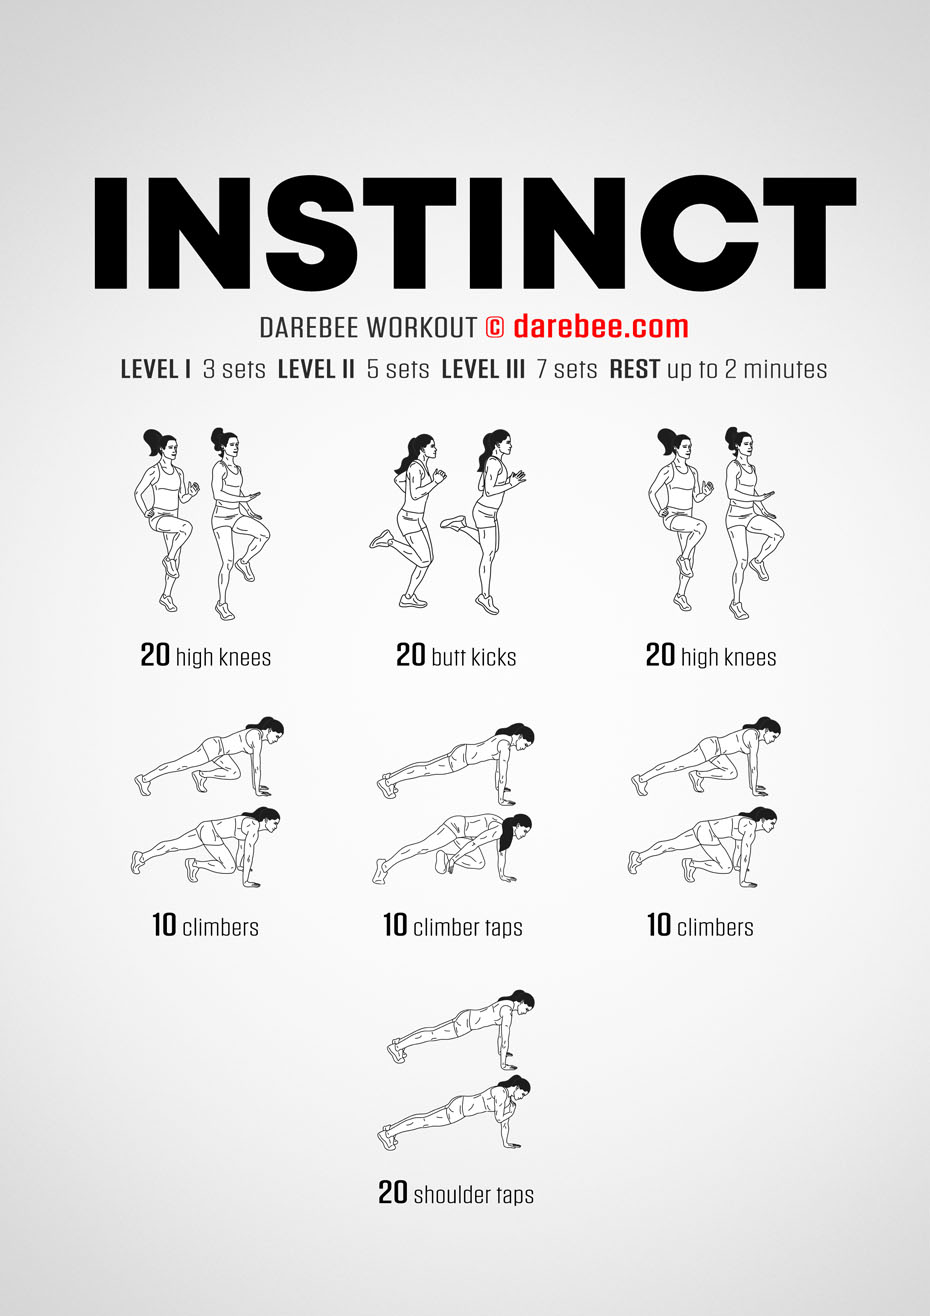 INSTINCT
DAREBEE WORKOUT © darebee.com
LEVEL I 3 sets LEVEL II 5 sets LEVEL III 7 sets REST up to 2 minutes
20 high knees
20 butt kicks
20 high knees
10 climbers
10 climber taps
10 climbers
20 shoulder taps